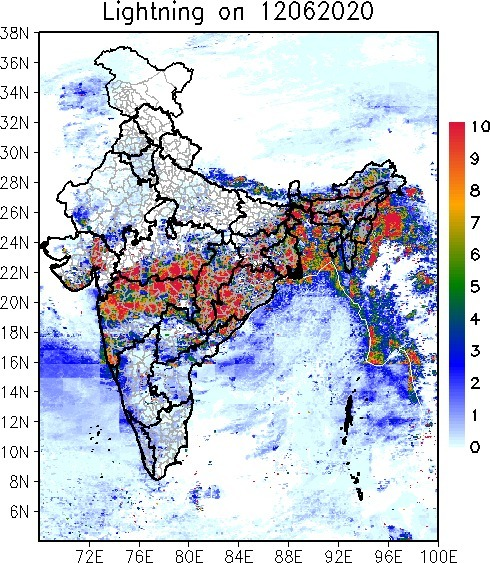 Lightning on 12062020
38N
36N
34N
32N
30N
28N
26N
24N
22N
20N
18N
16N
14N
12N
10N
8N
6N
72E 76E 80E 84E 88E 92E 96E 100E
10
9
8
7
6
5
4
3
2
1
0